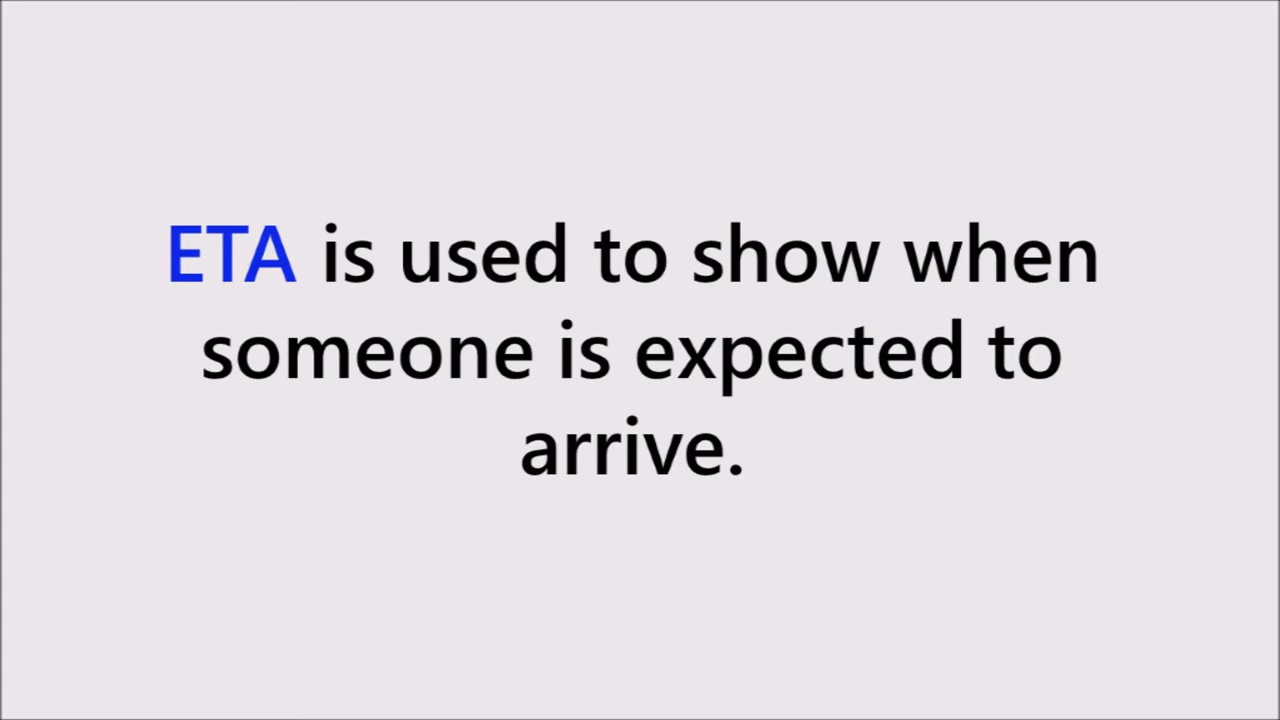 ETA is used to show when
someone is expected to
arrive.